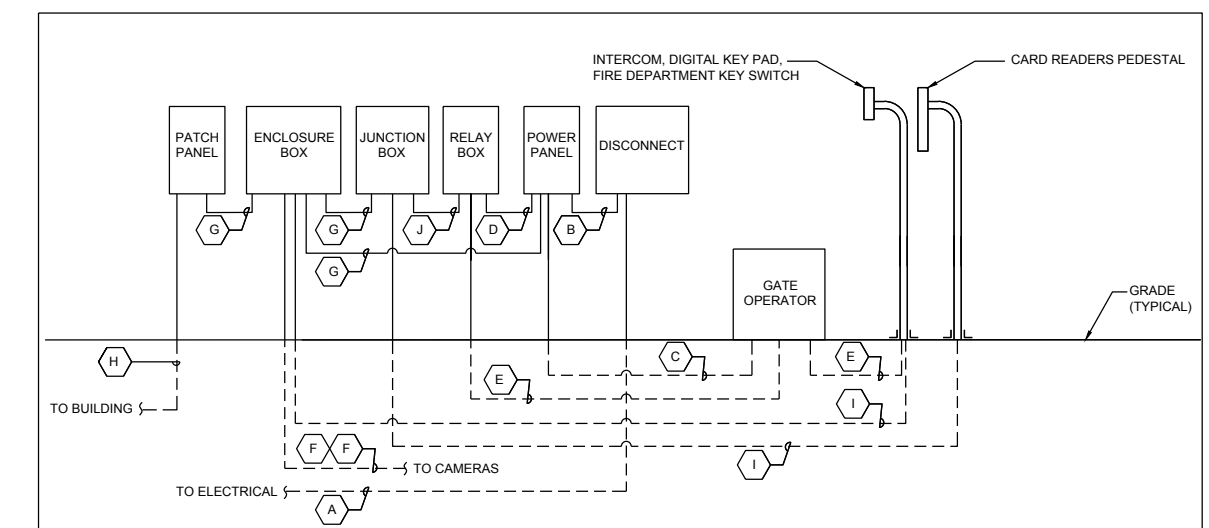 INTERCOM, DIGITAL KEY PAD,
FIRE DEPARTMENT KEY SWITCH
CARD READERS PEDESTAL
PATCH
PANEL
ENCLOSURE
BOX
JUNCTION
BOX
RELAY
BOX
POWER
PANEL
DISCONNECT
G
G
J
D
B
G
GATE
OPERATOR
GRADE
(TYPICAL)
H
C
E
E
TO BUILDING
I
F
F
TO CAMERAS
I
TO ELECTRICAL
A